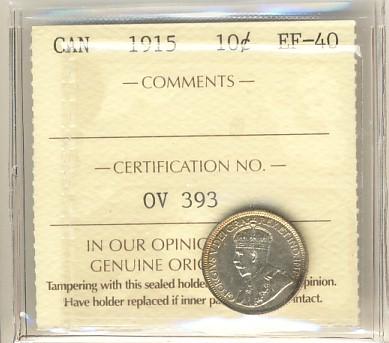 CAN 1915 10¢ EF-40
— COMMENTS —
— CERTIFICATION NO. —
OV 393
IN OUR OPINIO
GENUINE ORIG
Tampering with this sealed holde pinion.
Have holder replaced if inner pa ntact.